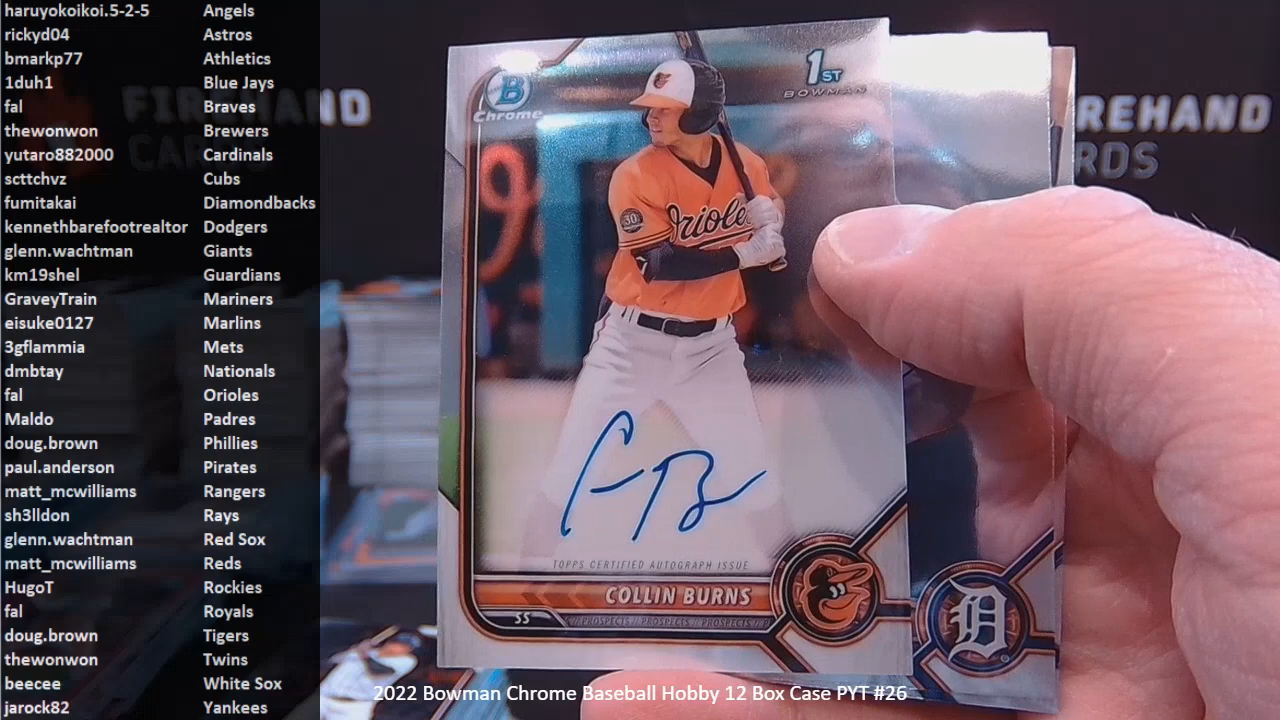 haruyokoikoi.5-2-5 Angels
rickyd04 Astros
bmarkp77 Athletics
1duh1 Blue Jays
fal Braves
thewonwon Brewers
yutaro882000 Cardinals
scttchvz Cubs
fumitakai Diamondbacks
kennethbarefootrealtor Dodgers
glenn.wachtman Giants
km19shel Guardians
GraveyTrain Mariners
eisuke0127 Marlins
3gflammia Mets
dmbtay Nationals
fal Orioles
Maldo Padres
doug.brown Phillies
paul.anderson Pirates
matt_mcwilliams Rangers
sh3lldon Rays
glenn.wachtman Red Sox
matt_mcwilliams Reds
HugoT Rockies
fal Royals
doug.brown Tigers
thewonwon Twins
beecee White Sox
jarock82 Yankees
B
Chrome
1ST
BOWMAN
30
Orioles
TOPPS CERTIFIED AUTOGRAPH ISSUE
COLLIN BURNS
SS // PROSPECTS // PROSPECTS // PROSPECTS //
D
REHAND
RDS
2022 Bowman Chrome Baseball Hobby 12 Box Case PYT #26